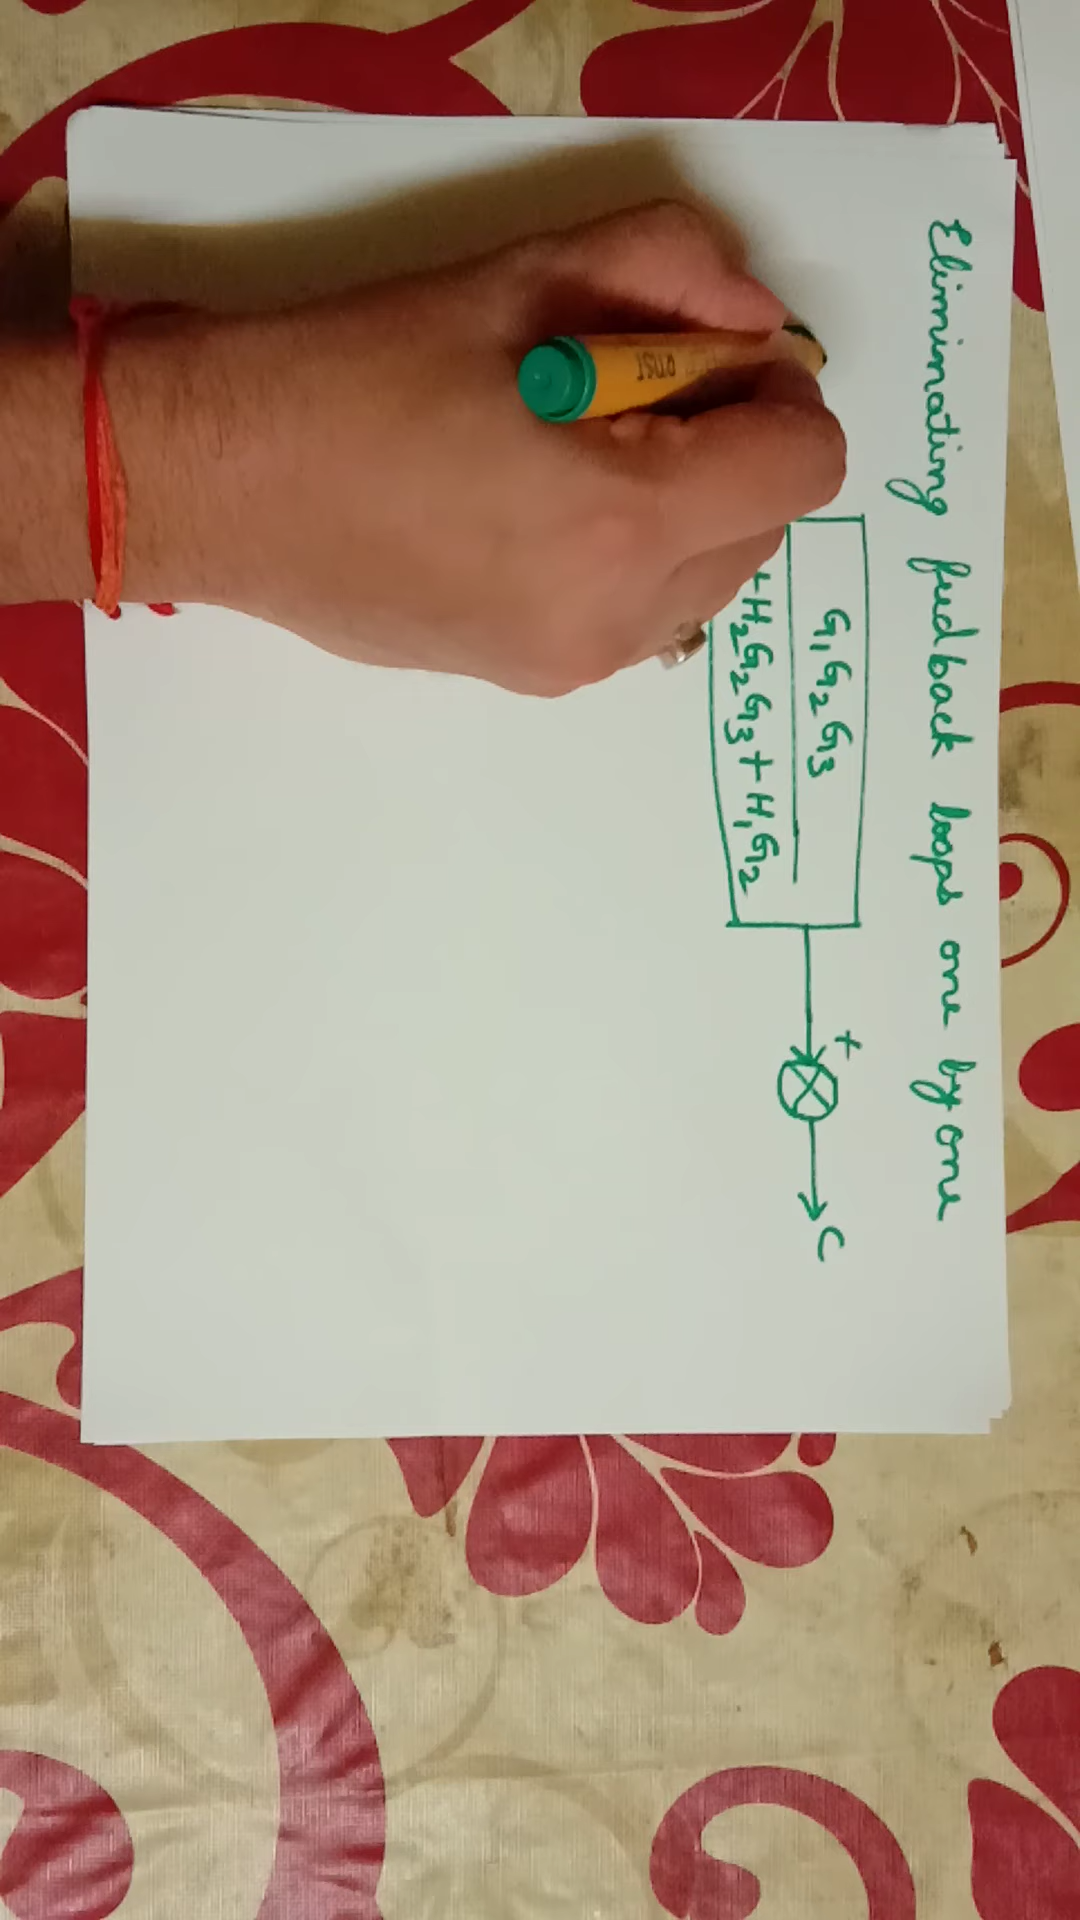 Eliminating feedback loops one by one
G₁G₂G₃
+H₂G₂G₃+H₁G₂
+
C